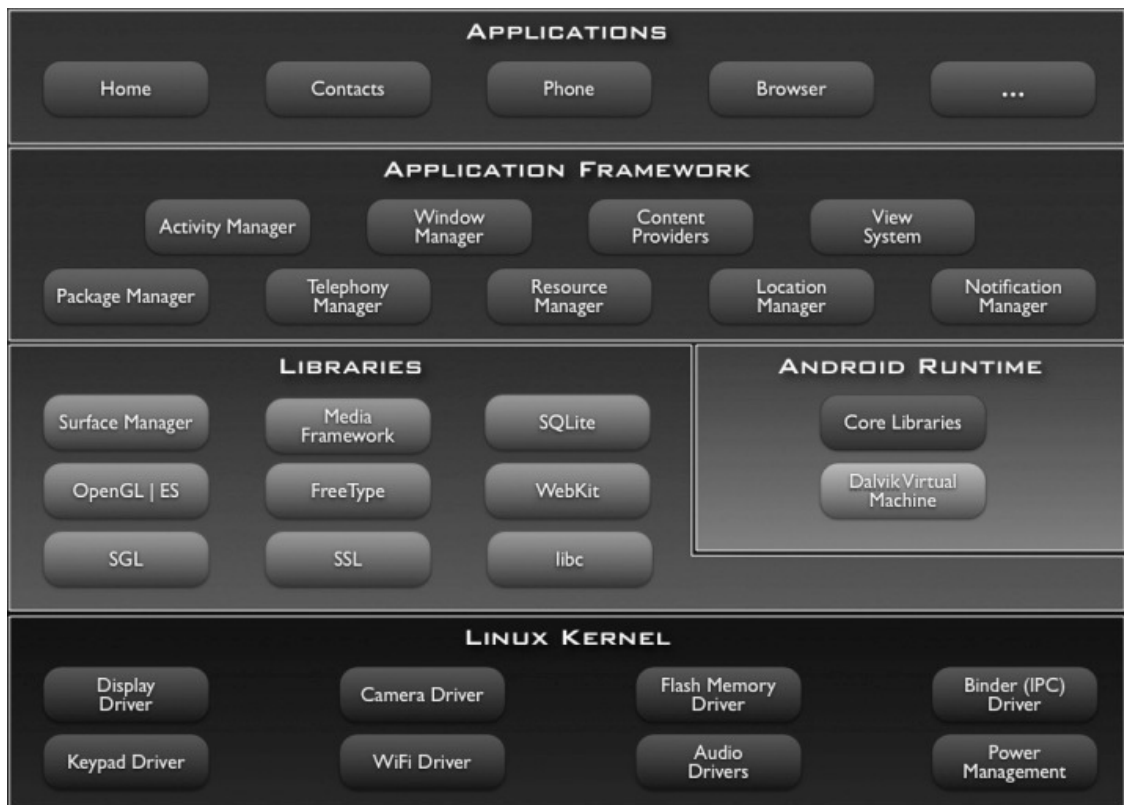 APPLICATIONS
Home
Contacts
Phone
Browser
...
APPLICATION FRAMEWORK
Activity Manager
Window
Manager
Content
Providers
View
System
Package Manager
Telephony
Manager
Resource
Manager
Location
Manager
Notification
Manager
LIBRARIES
Surface Manager
Media
Framework
SQLite
OpenGL | ES
FreeType
WebKit
SGL
SSL
libc
ANDROID RUNTIME
Core Libraries
Dalvik Virtual
Machine
LINUX KERNEL
Display
Driver
Camera Driver
Flash Memory
Driver
Binder (IPC)
Driver
Keypad Driver
WiFi Driver
Audio
Drivers
Power
Management